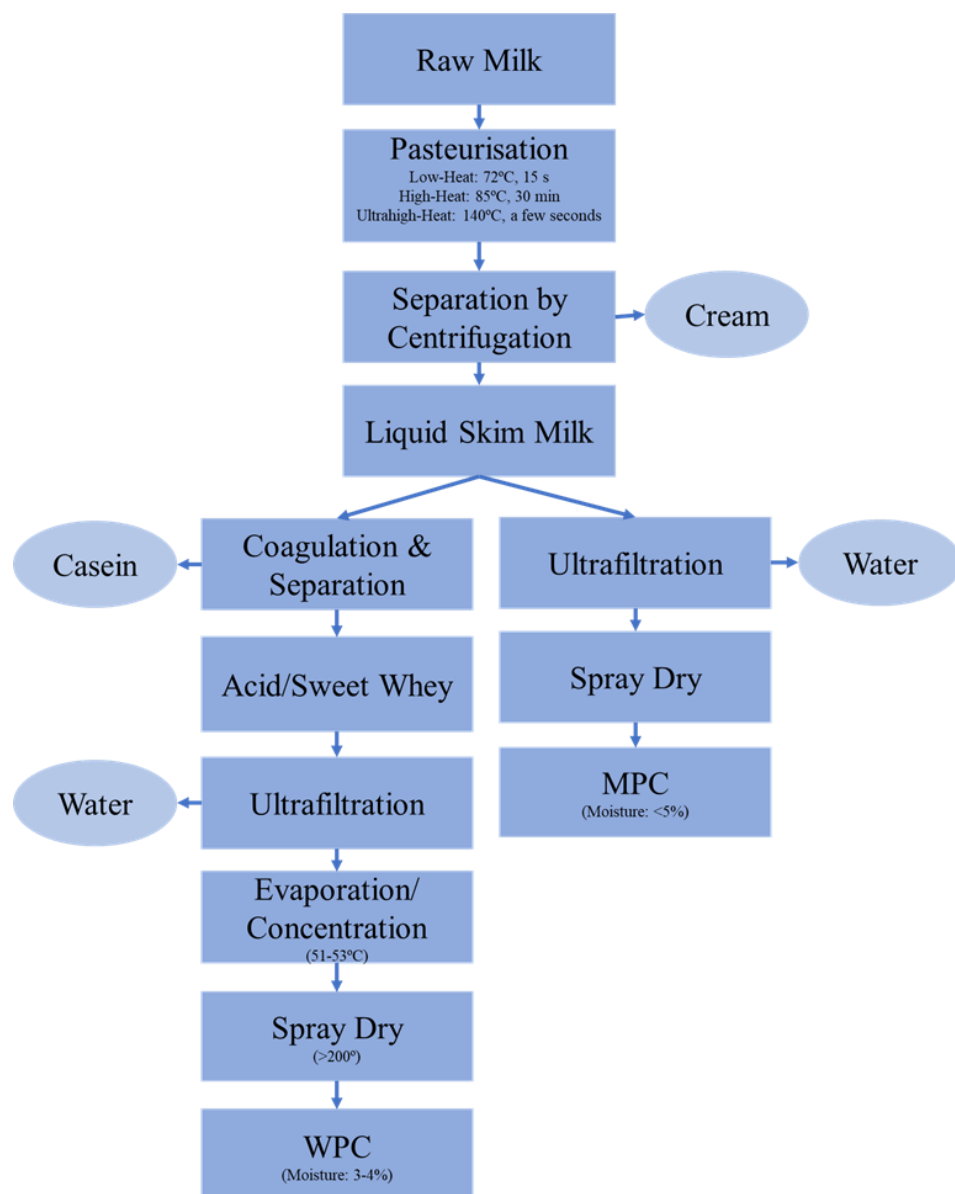 Raw Milk
Pasteurisation
Low-Heat: 72ºC, 15 s
High-Heat: 85ºC, 30 min
Ultrahigh-Heat: 140ºC, a few seconds
Separation by
Centrifugation
Cream
Liquid Skim Milk
Casein
Coagulation &
Separation
Ultrafiltration
Water
Acid/Sweet Whey
Spray Dry
Water
Ultrafiltration
MPC
(Moisture: <5%)
Evaporation/
Concentration
(51-53ºC)
Spray Dry
(>200º)
WPC
(Moisture: 3-4%)